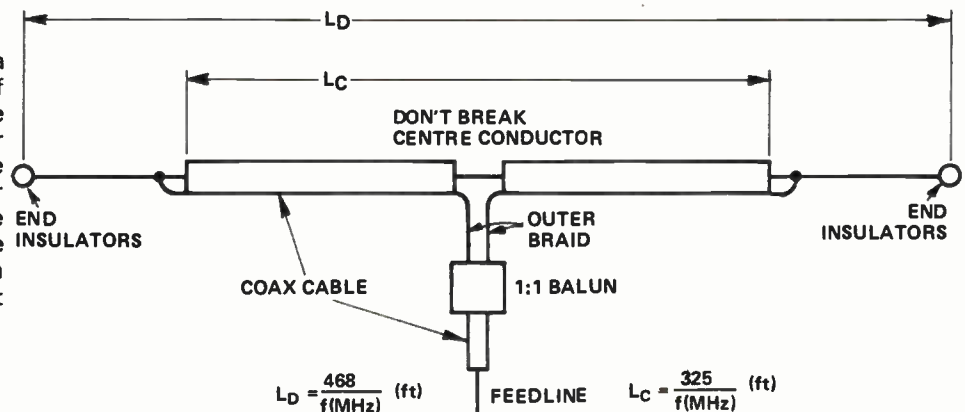 LD
LC
DON'T BREAK
CENTRE CONDUCTOR
END
INSULATORS
OUTER
BRAID
END
INSULATORS
COAX CABLE
1:1 BALUN
LD = 468/f(MHz) (ft)
FEEDLINE
LC = 325/f(MHz) (ft)